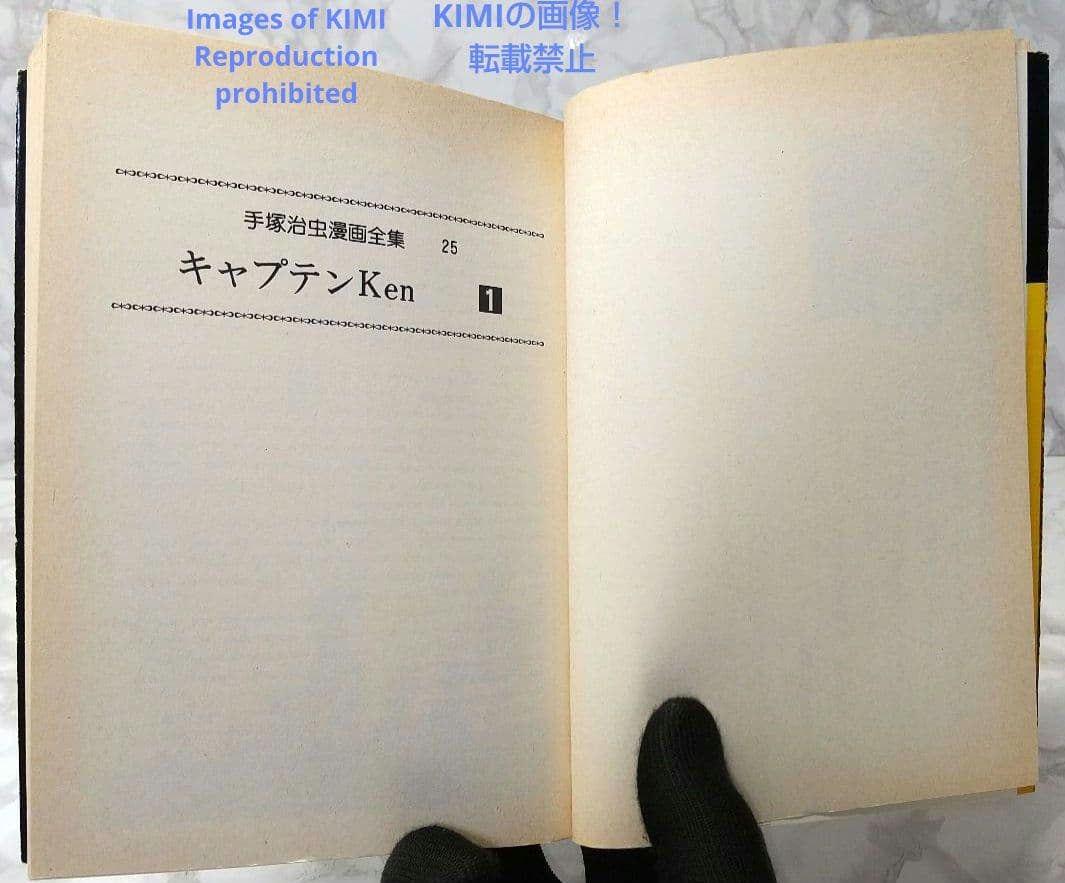 Images of KIMI
Reproduction
prohibited
KIMIの画像！
転載禁止
手塚治虫漫画全集 25
キャプテンKen 1